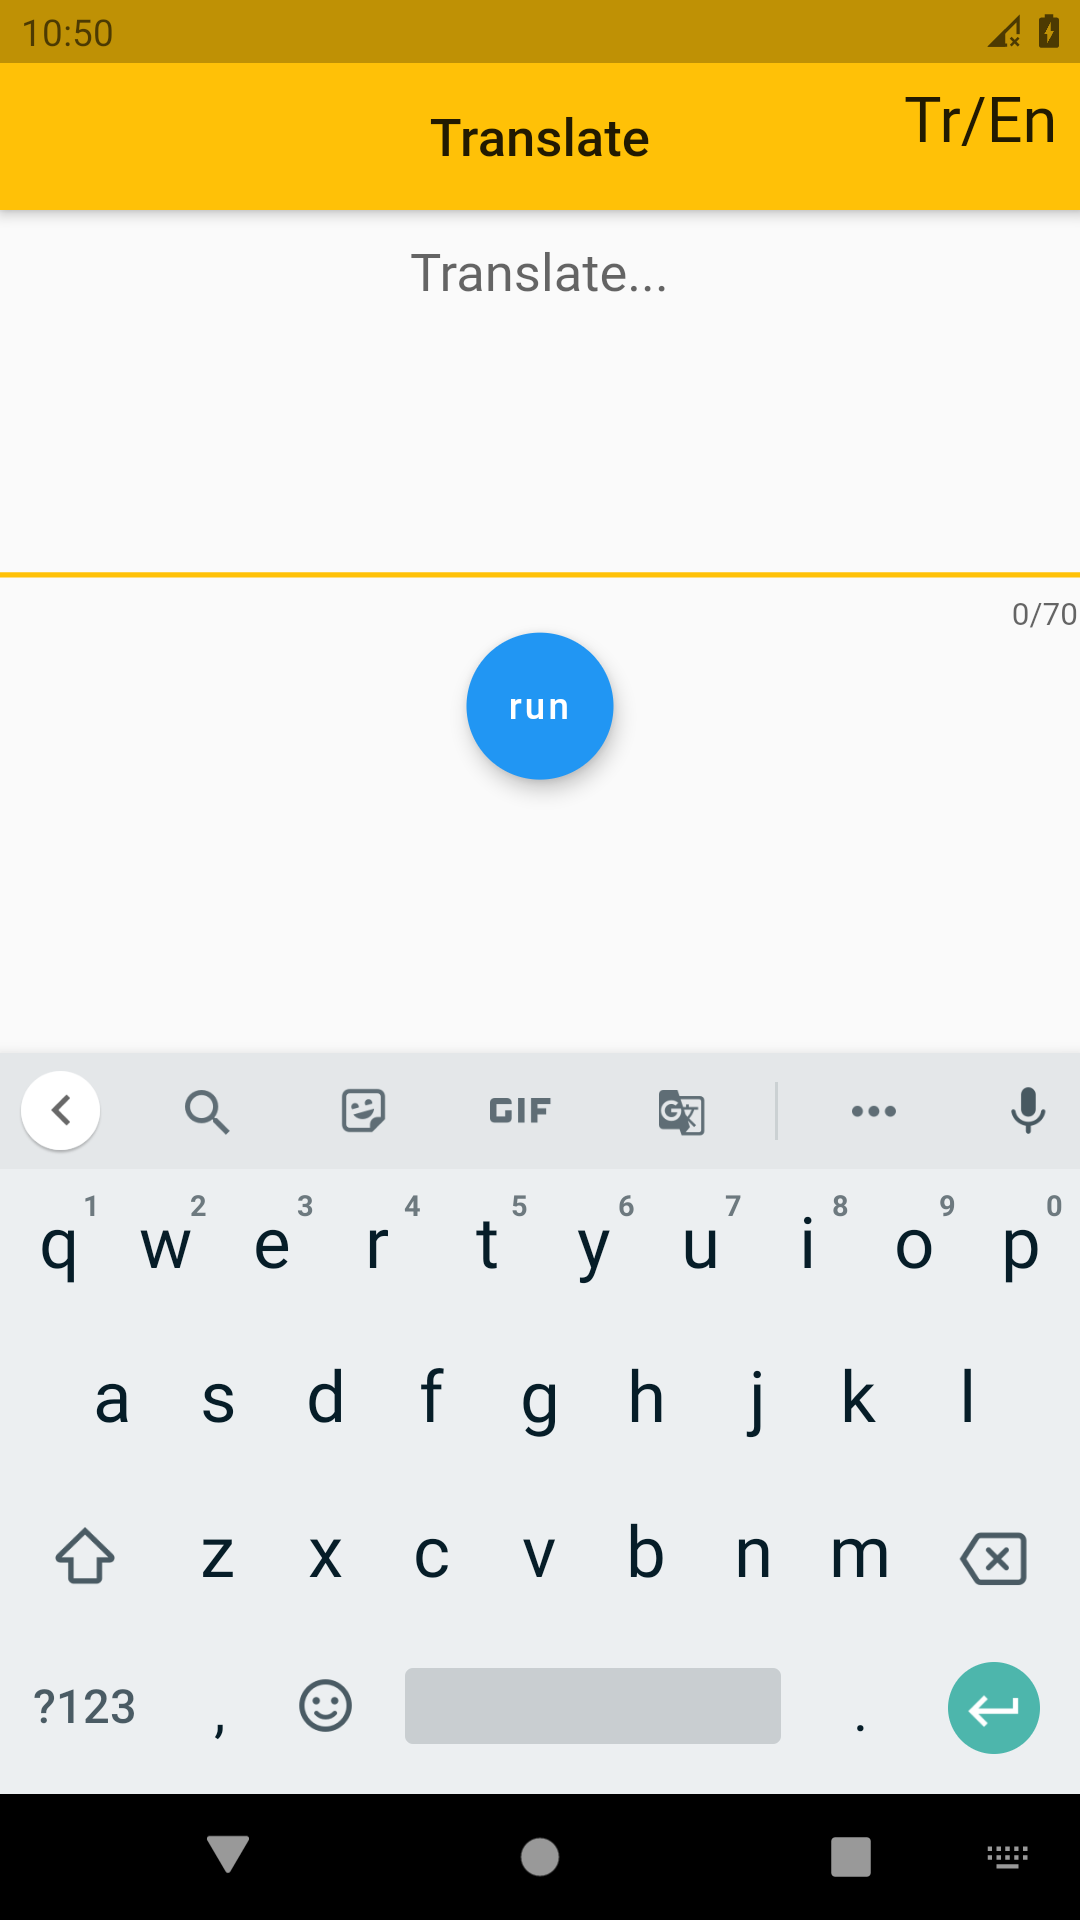 10:50
Translate
Tr/En
Translate...
0/70
run
GIF
1 2 3 4 5 6 7 8 9 0
q w e r t y u i o p
a s d f g h j k l
z x c v b n m
?123 , .